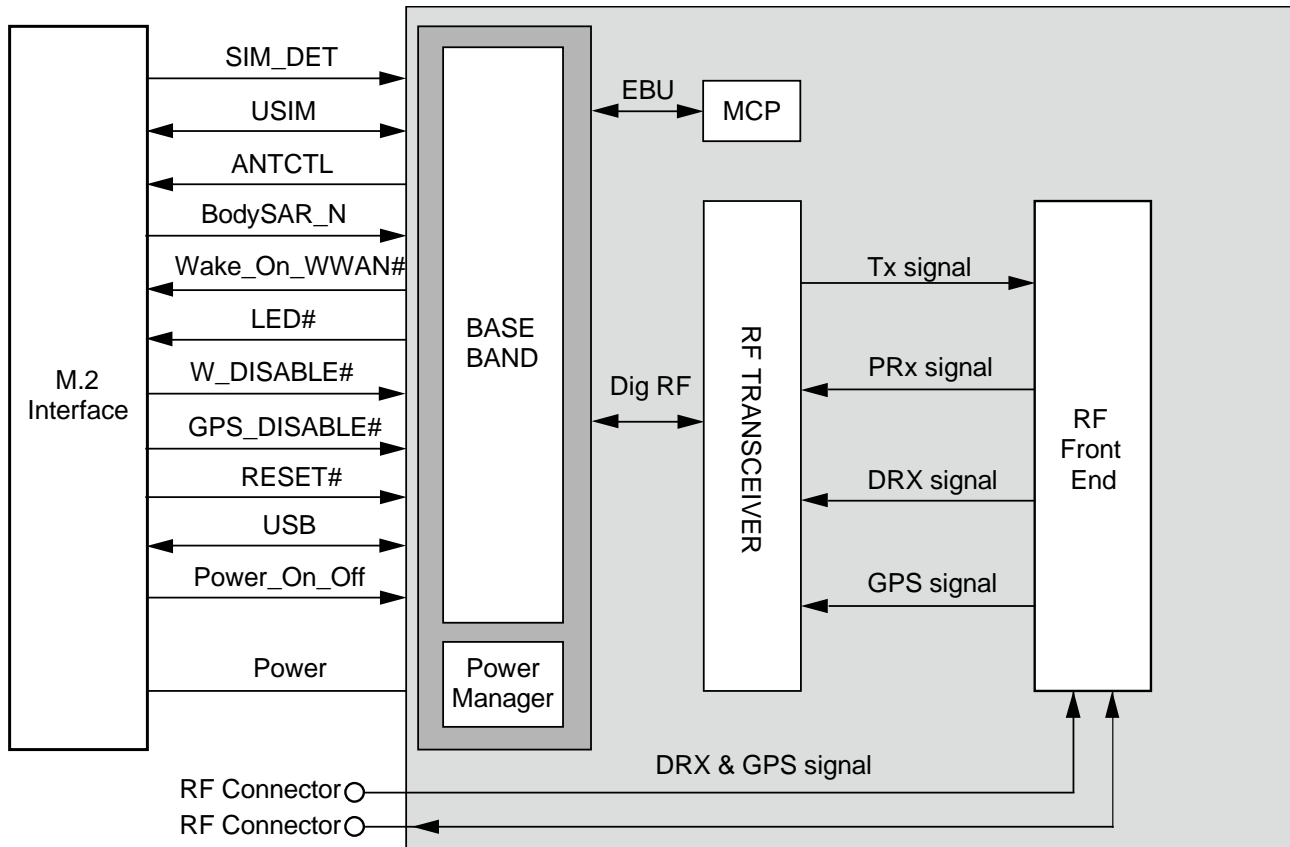 SIM_DET
USIM
ANTCTL
BodySAR_N
Wake_On_WWAN#
LED#
W_DISABLE#
GPS_DISABLE#
RESET#
USB
Power_On_Off
Power
M.2
Interface
BASE
BAND
Power
Manager
EBU
MCP
Dig RF
RF TRANSCEIVER
Tx signal
PRx signal
DRX signal
GPS signal
RF
Front
End
DRX & GPS signal
RF Connector
RF Connector